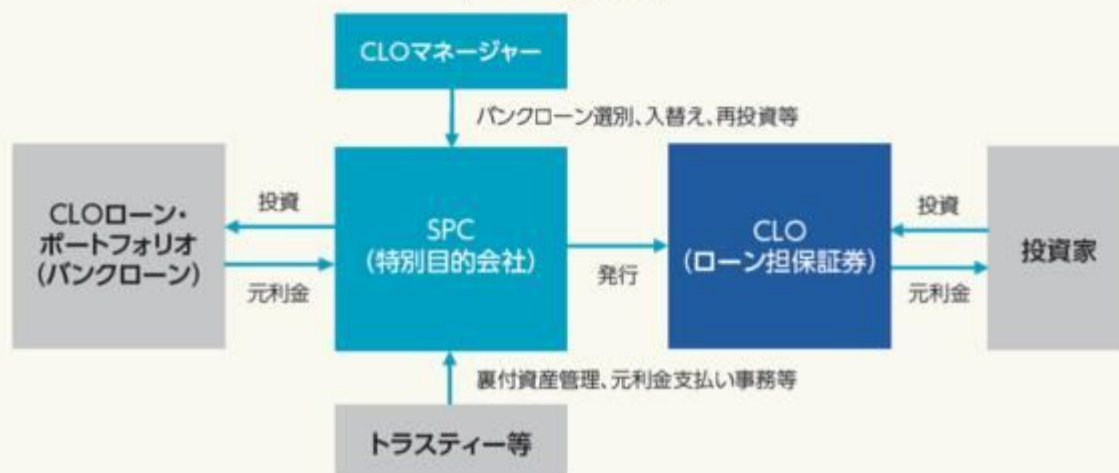 CLOマネージャー
バンクローン選別、入替え、再投資等
CLOローン・
ポートフォリオ
(バンクローン)
投資
元利金
SPC
(特別目的会社)
発行
CLO
(ローン担保証券)
投資
元利金
投資家
裏付資産管理、元利金支払い事務等
トラスティー等